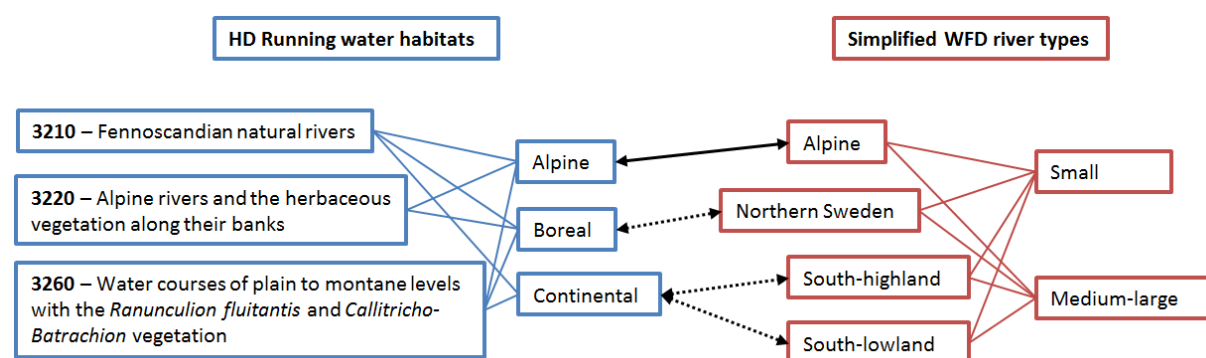 HD Running water habitats
Simplified WFD river types
3210 – Fennoscandian natural rivers
3220 – Alpine rivers and the herbaceous
vegetation along their banks
3260 – Water courses of plain to montane levels
with the Ranunculion fluitantis and Callitricho-
Batrachion vegetation
Alpine
Boreal
Continental
Alpine
Northern Sweden
South-highland
South-lowland
Small
Medium-large